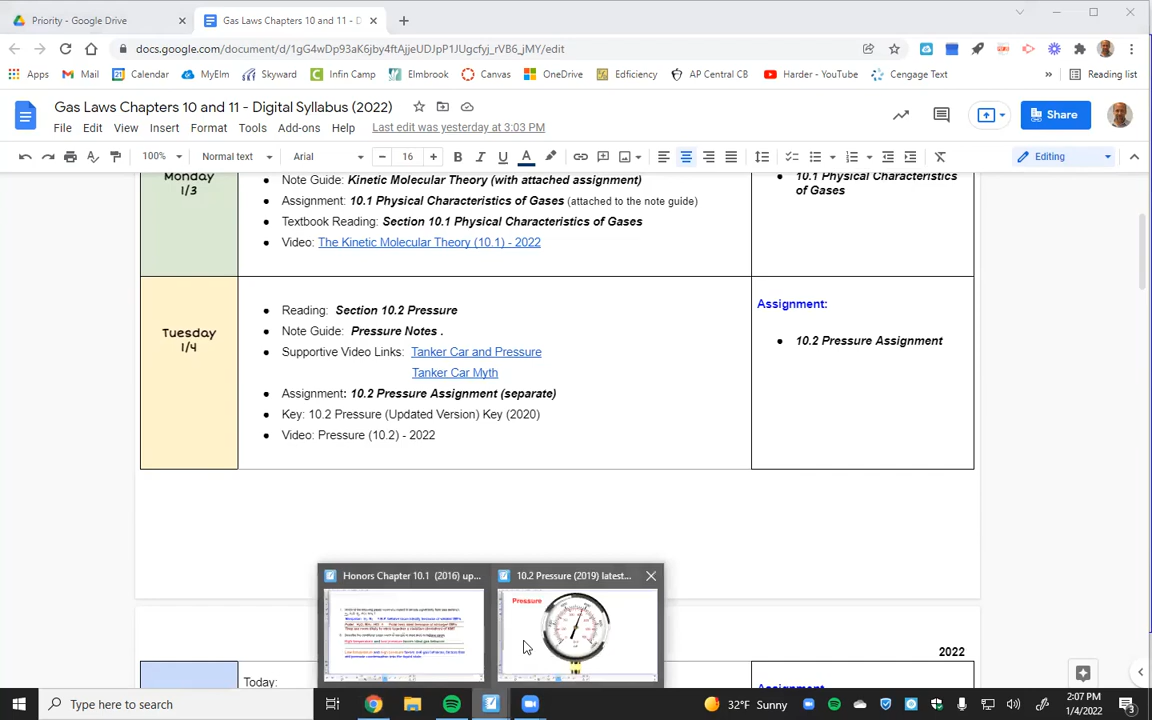 Priority - Google Drive
Gas Laws Chapters 10 and 11 - D
docs.google.com/document/d/1gG4wDp93aK6jby4ftAjjeUDJpP1JUgcfyj_rVB6_jMY/edit
Apps
Mail
Calendar
MyElm
Skyward
Infin Camp
Elmbrook
Canvas
OneDrive
Edficiency
AP Central CB
Harder - YouTube
Cengage Text
»
Reading list
Gas Laws Chapters 10 and 11 - Digital Syllabus (2022)
File Edit View Insert Format Tools Add-ons Help Last edit was yesterday at 3:03 PM
Share
100% Normal text Arial 16 Editing
Monday
1/3
Note Guide: Kinetic Molecular Theory (with attached assignment)
Assignment: 10.1 Physical Characteristics of Gases (attached to the note guide)
Textbook Reading: Section 10.1 Physical Characteristics of Gases
Video: The Kinetic Molecular Theory (10.1) - 2022
10.1 Physical Characteristics
of Gases
Tuesday
1/4
Reading: Section 10.2 Pressure
Note Guide: Pressure Notes .
Supportive Video Links: Tanker Car and Pressure
Tanker Car Myth
Assignment: 10.2 Pressure Assignment (separate)
Key: 10.2 Pressure (Updated Version) Key (2020)
Video: Pressure (10.2) - 2022
Assignment:
10.2 Pressure Assignment
Honors Chapter 10.1 (2016) up...
10.2 Pressure (2019) latest...
Pressure
2022
Today:
Assignment
Type here to search
32°F Sunny
2:07 PM
1/4/2022
3